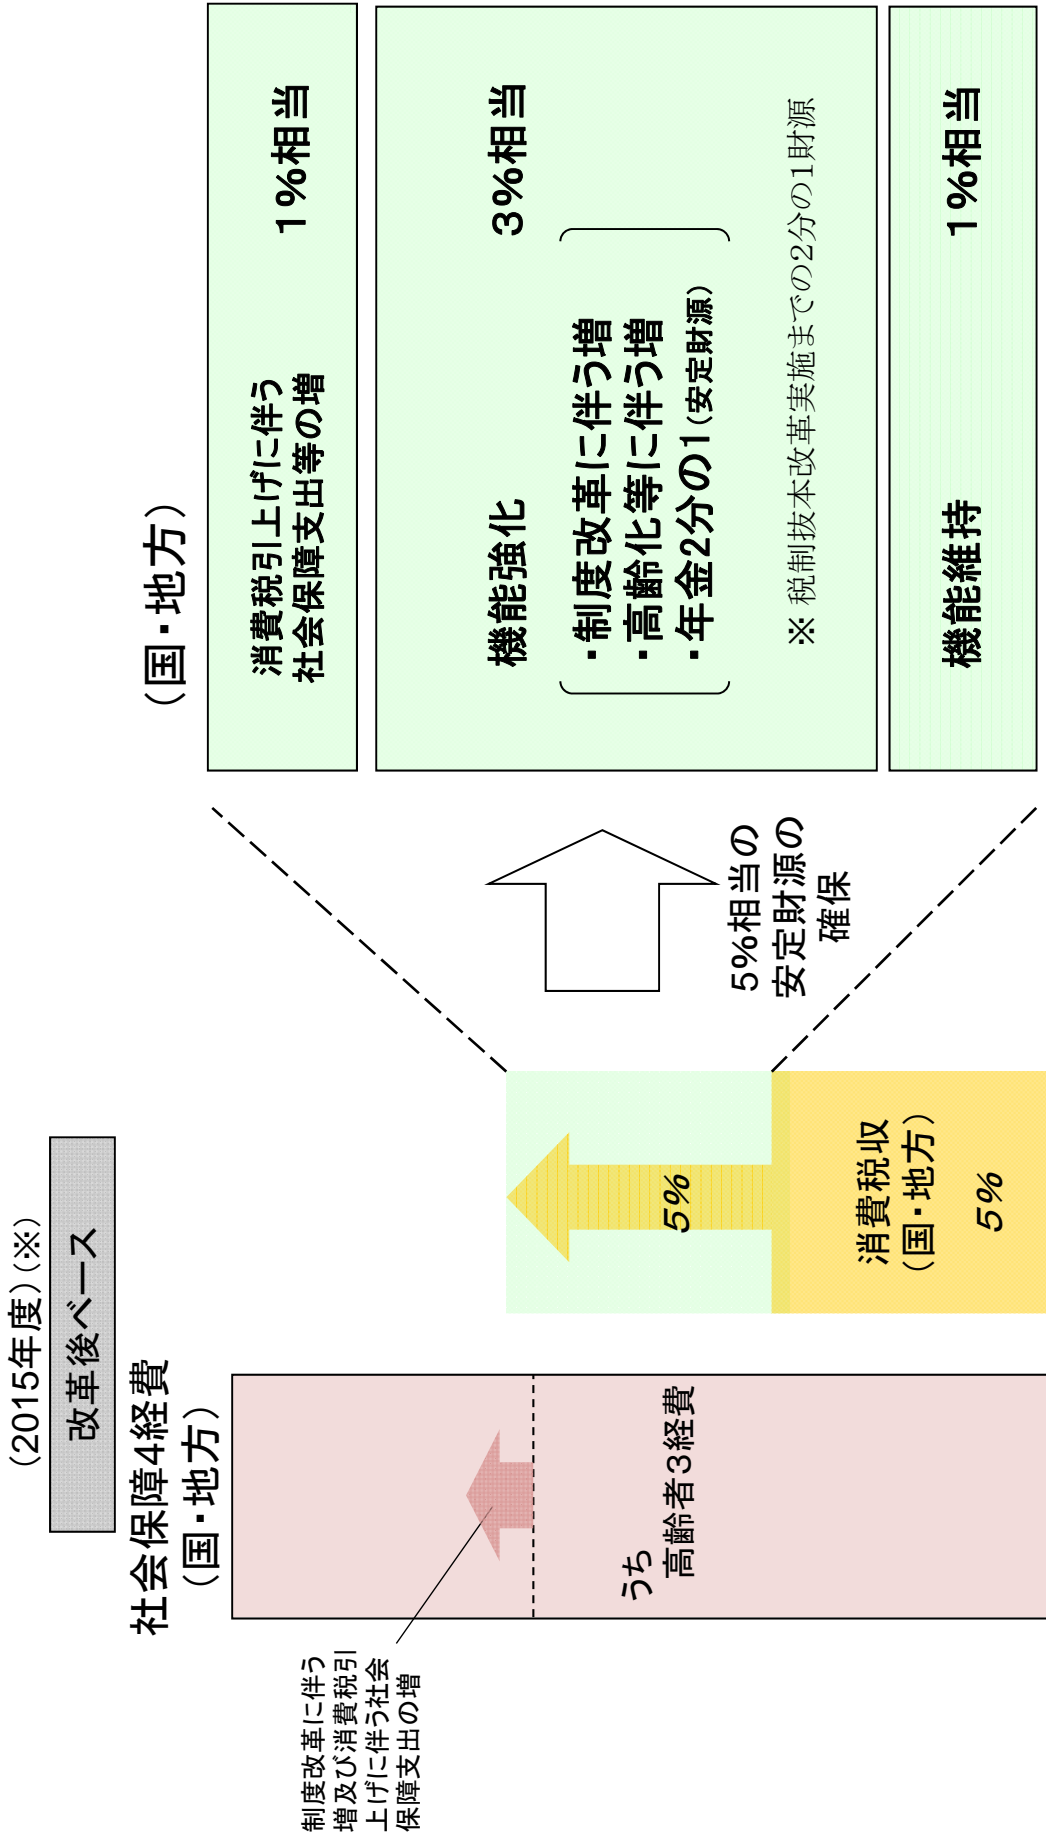 （2015年度）（※）
改革後ベース
社会保障4経費
（国・地方）
制度改革に伴う
増及び消費税引
上げに伴う社会
保障支出の増
うち
高齢者3経費
5%
消費税収
（国・地方）
5%
5%相当の
安定財源の
確保
（国・地方）
消費税引上げに伴う
社会保障支出等の増
1%相当
機能強化
3%相当
・制度改革に伴う増
・高齢化等に伴う増
・年金2分の1（安定財源）
※ 税制抜本改革実施までの2分の1財源
機能維持
1%相当